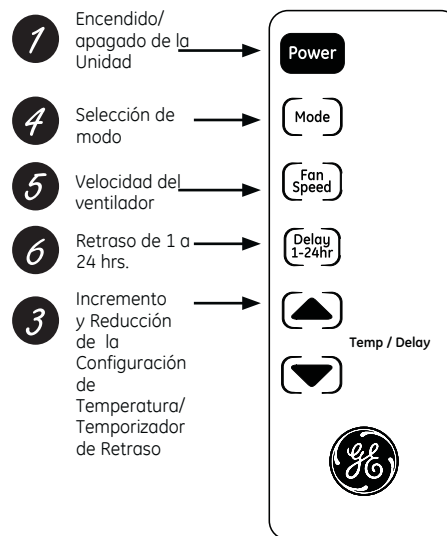 1
Encendido/
apagado de la
Unidad
Power
4
Selección de
modo
Mode
5
Velocidad del
ventilador
Fan
Speed
6
Retraso de 1 a
24 hrs.
Delay
1-24hr
3
Incremento
y Reducción
de la
Configuración
de
Temperatura/
Temporizador
de Retraso
Temp / Delay
GE